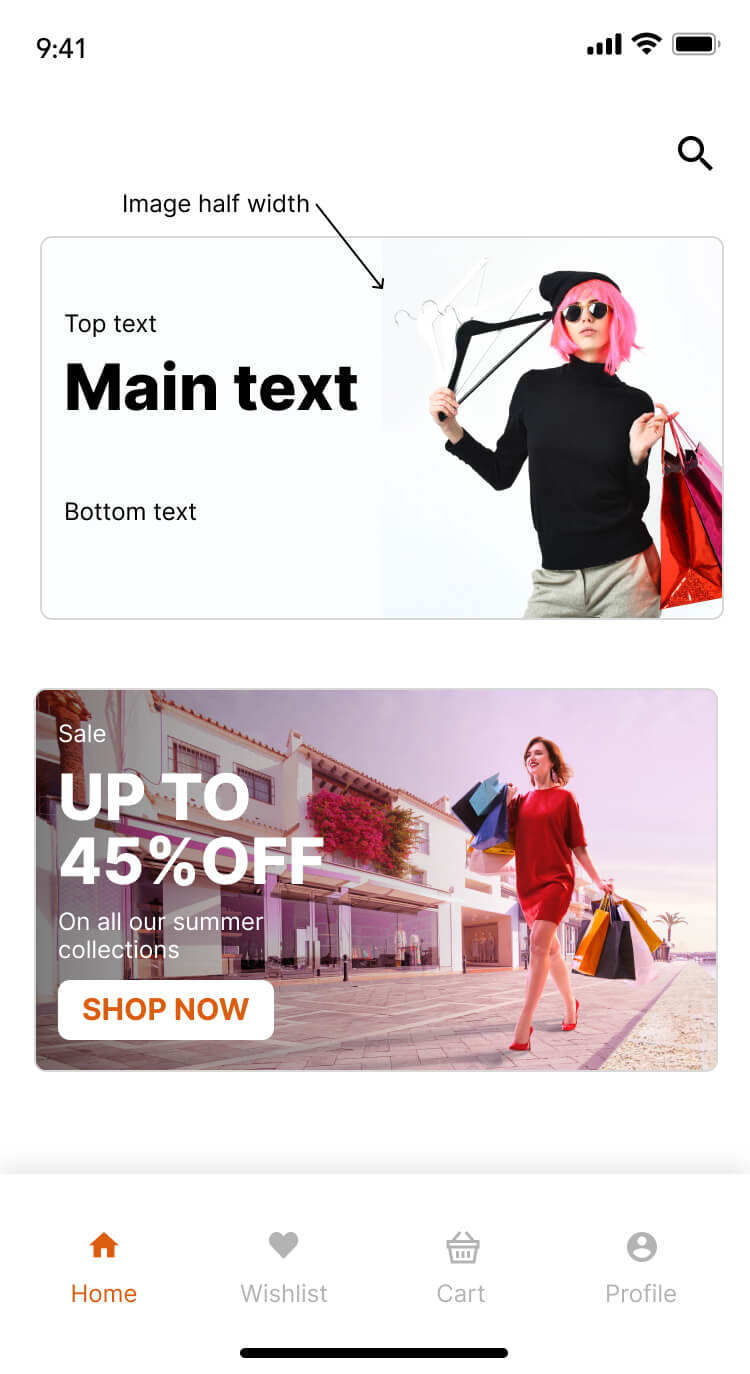 9:41
Image half width
Top text
Main text
Bottom text
Sale
UP TO
45%OFF
On all our summer
collections
SHOP NOW
Home
Wishlist
Cart
Profile